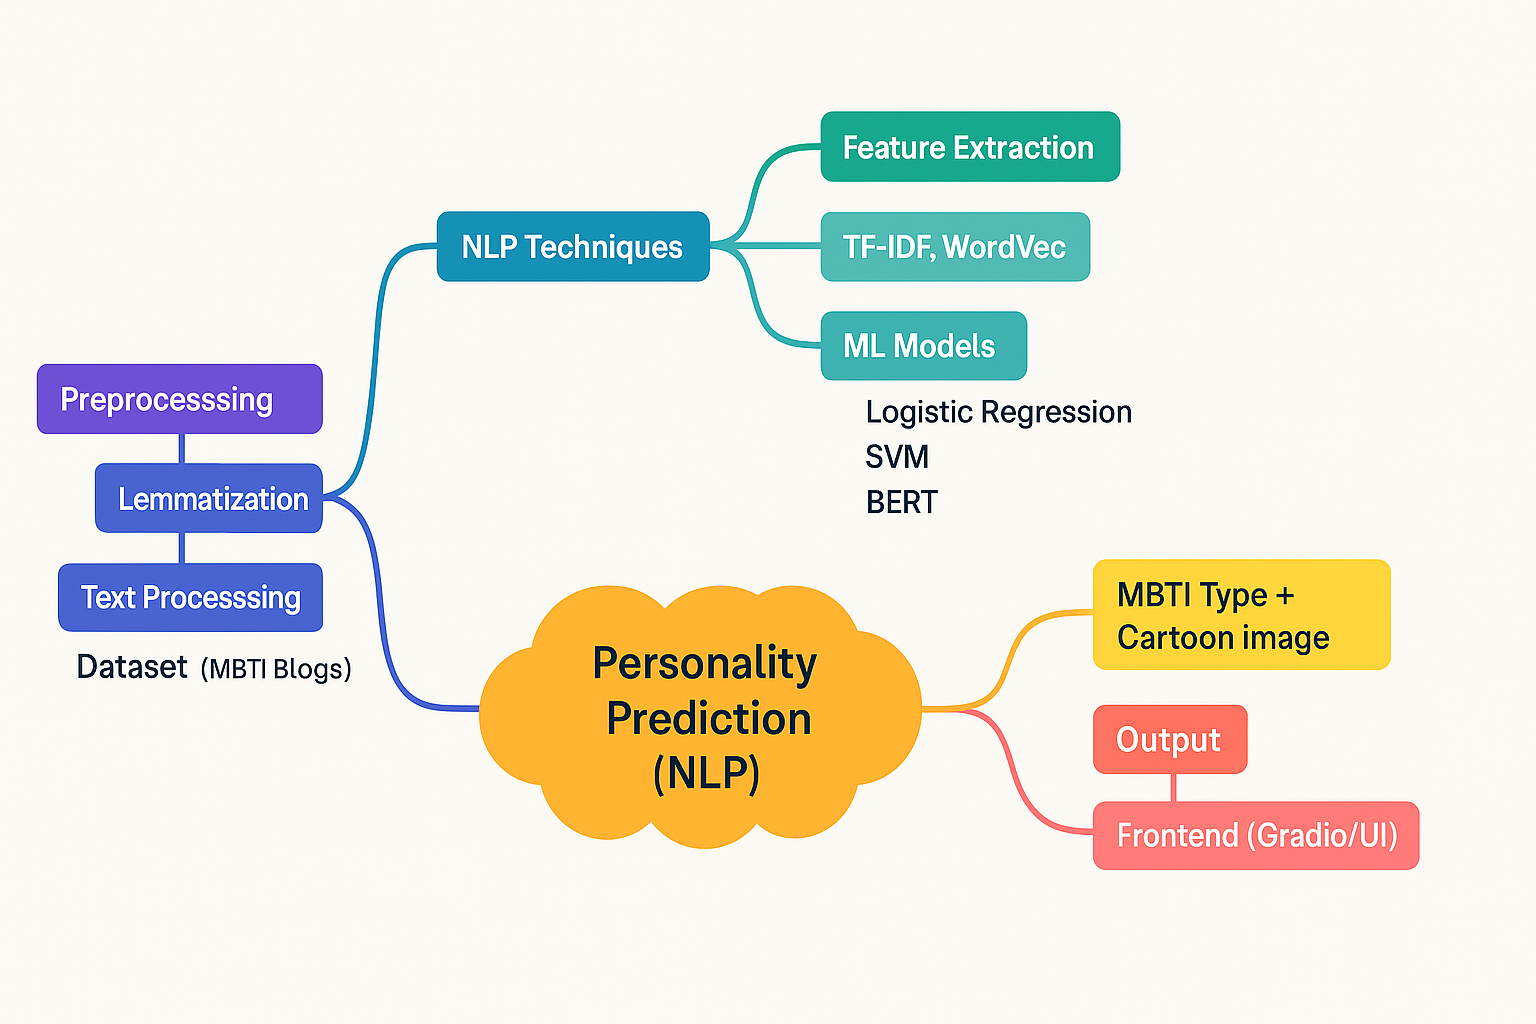 Feature Extraction
NLP Techniques
TF-IDF, WordVec
ML Models
Logistic Regression
SVM
BERT
Preprocesssing
Lemmatization
Text Processsing
Dataset (MBTI Blogs)
Personality
Prediction
(NLP)
MBTI Type +
Cartoon image
Output
Frontend (Gradio/UI)